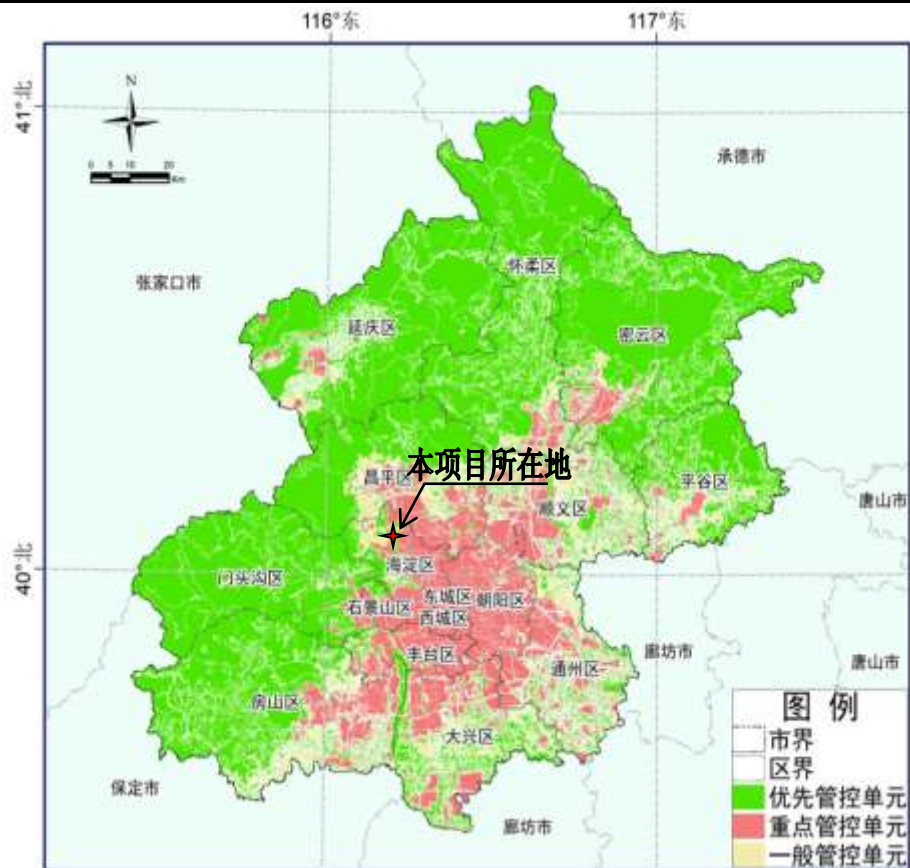 116°东
117°东
41°北
N
0 5 10 20
Km
承德市
张家口市
怀柔区
延庆区
密云区
本项目所在地
昌平区
平谷区
顺义区
唐山市
40°北
海淀区
门头沟区
东城区
朝阳区
石景山区
西城区
丰台区
廊坊市
通州区
唐山市
房山区
大兴区
保定市
廊坊市
图 例
市界
区界
优先管控单元
重点管控单元
一般管控单元